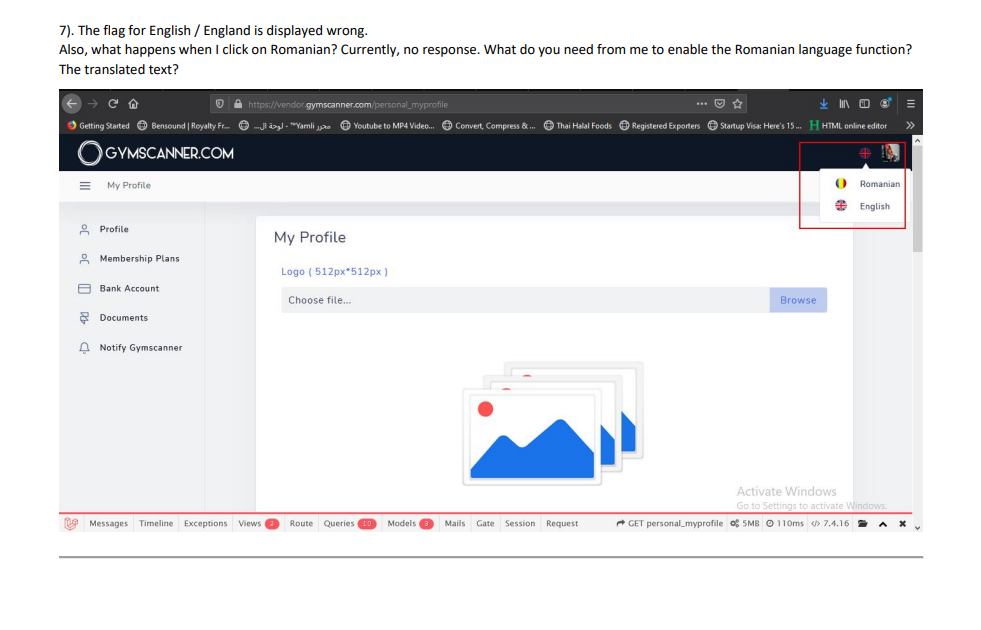 7). The flag for English / England is displayed wrong.
Also, what happens when I click on Romanian? Currently, no response. What do you need from me to enable the Romanian language function?
The translated text?
https://vendor.gymscanner.com/personal_myprofile
Getting Started Bensound | Royalty Fr... محرر Yamli™ - لوحة ال... Youtube to MP4 Video... Convert, Compress & ... Thai Halal Foods Registered Exporters Startup Visa: Here's 15 ... H HTML online editor
GYMSCANNER.COM
My Profile
Romanian
English
Profile
Membership Plans
Bank Account
Documents
Notify Gymscanner
My Profile
Logo ( 512px*512px )
Choose file... Browse
Activate Windows
Go to Settings to activate Windows.
Messages Timeline Exceptions Views 2 Route Queries 10 Models 3 Mails Gate Session Request GET personal_myprofile 5MB 110ms 7.4.16